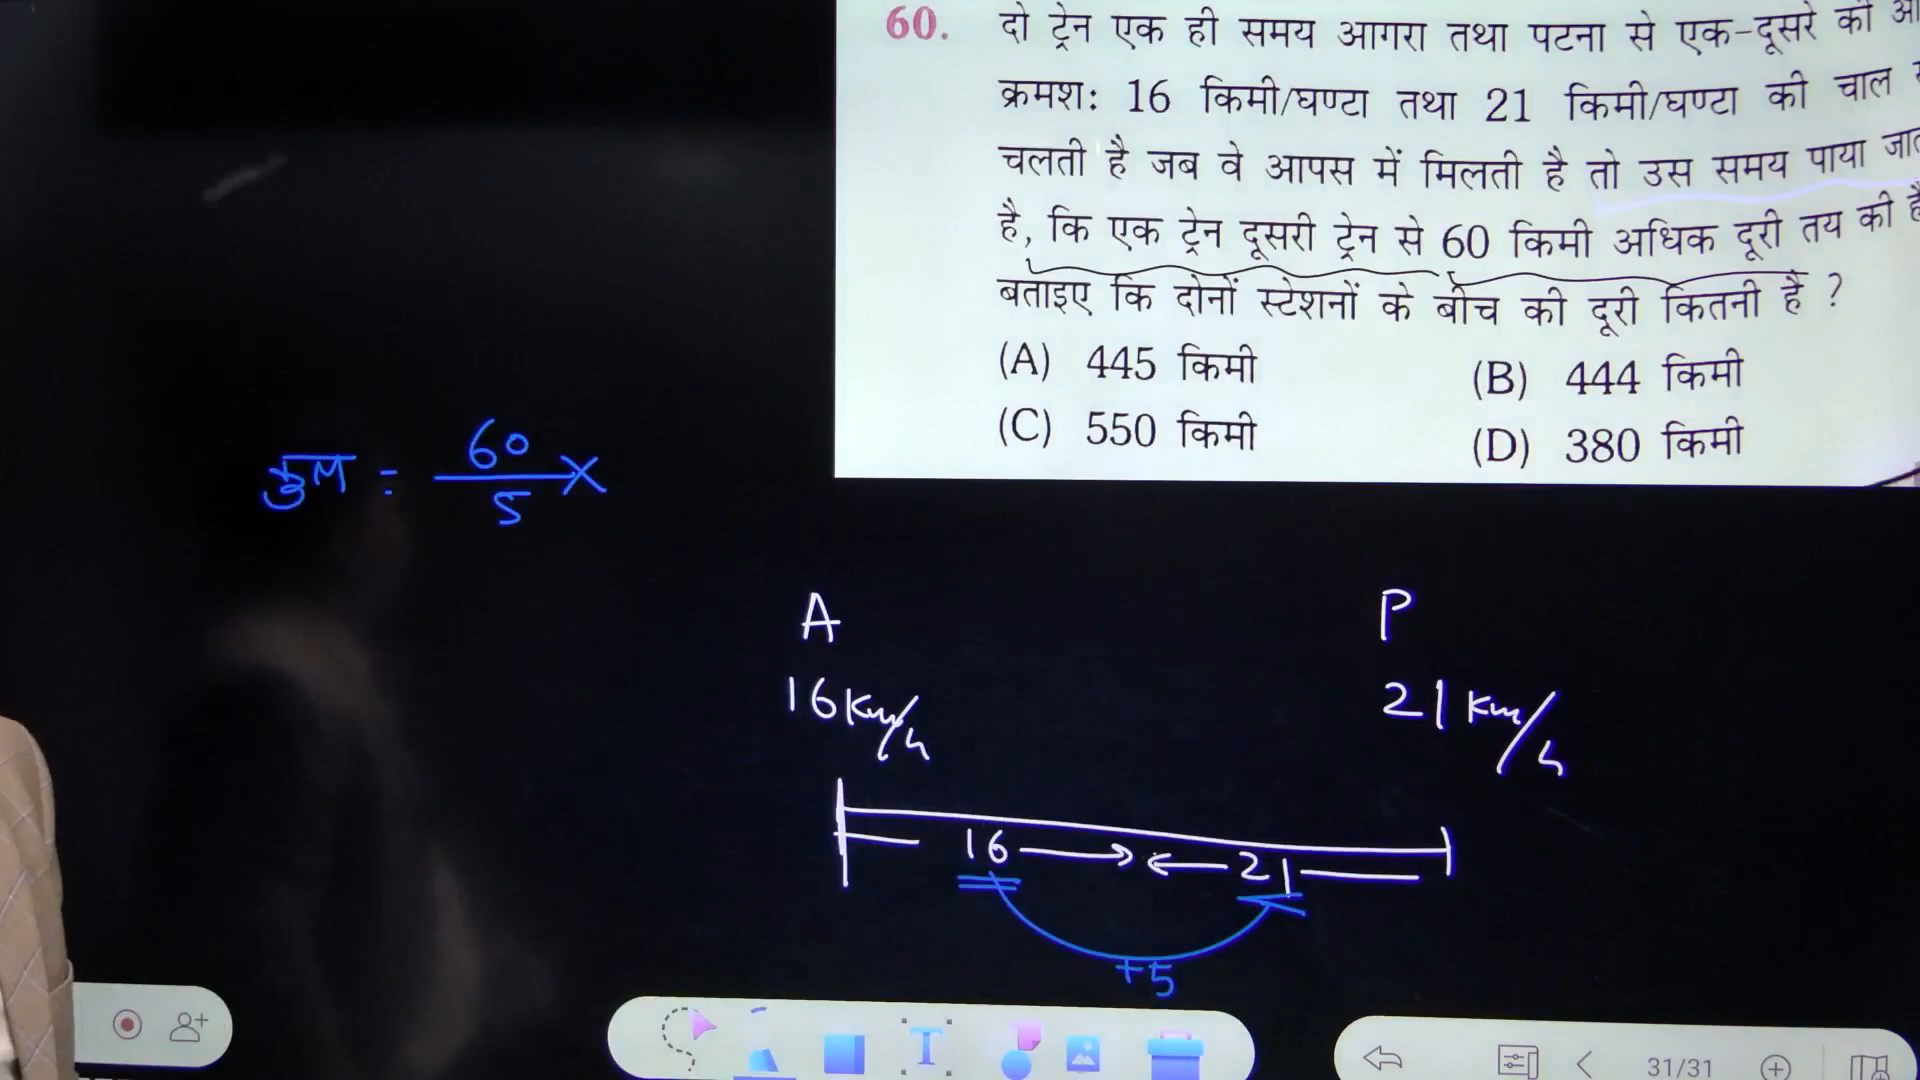 60. दो ट्रेन एक ही समय आगरा तथा पटना से एक-दूसरे की
क्रमशः 16 किमी/घण्टा तथा 21 किमी/घण्टा की चाल
चलती है जब वे आपस में मिलती है तो उस समय पाया
है, कि एक ट्रेन दूसरी ट्रेन से 60 किमी अधिक दूरी तय की है
बताइए कि दोनों स्टेशनों के बीच की दूरी कितनी है ?
(A) 445 किमी (B) 444 किमी
(C) 550 किमी (D) 380 किमी
कुल = 60/5 ×
A P
16 Km/h 21 Km/h
16 21
+5
T
31/31